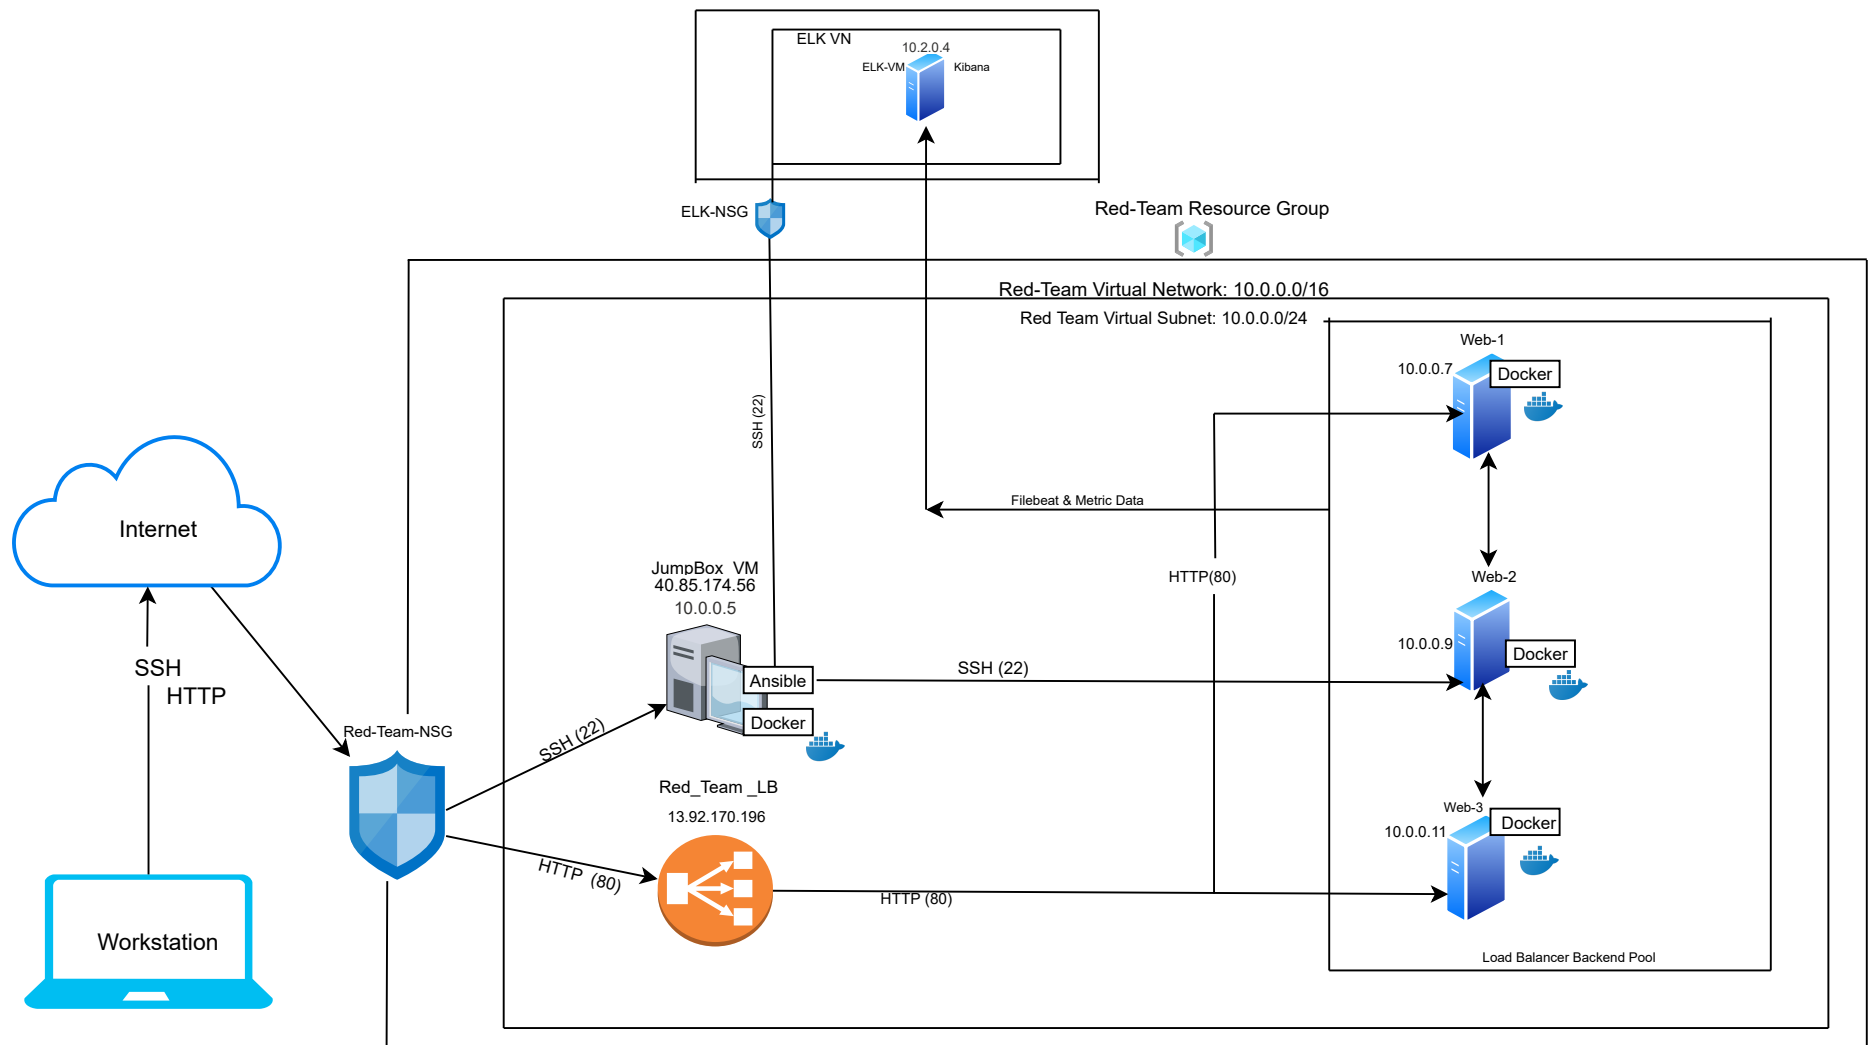 ELK VN
10.2.0.4
ELK-VM
Kibana
ELK-NSG
Red-Team Resource Group
Red-Team Virtual Network: 10.0.0.0/16
Red Team Virtual Subnet: 10.0.0.0/24
Web-1
10.0.0.7
Docker
SSH (22)
Filebeat & Metric Data
Internet
JumpBox VM
40.85.174.56
10.0.0.5
HTTP(80)
Web-2
10.0.0.9
Docker
SSH
HTTP
Ansible
SSH (22)
Docker
Red-Team-NSG
SSH (22)
Red_Team _LB
13.92.170.196
Web-3
10.0.0.11
Docker
HTTP (80)
HTTP (80)
Workstation
Load Balancer Backend Pool